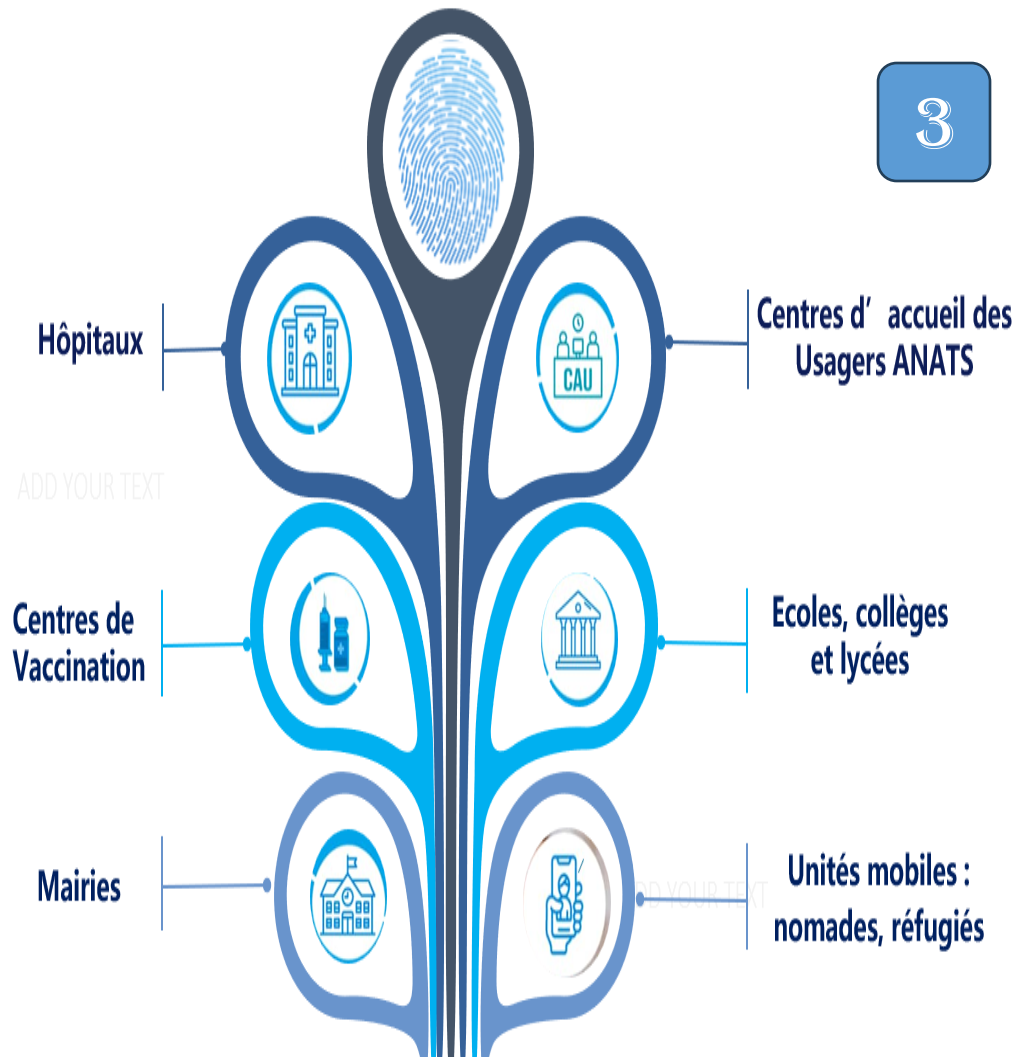 3
Hôpitaux
Centres d’ accueil des
Usagers ANATS
CAU
ADD YOUR TEXT
Centres de
Vaccination
Ecoles, collèges
et lycées
Mairies
Unités mobiles :
nomades, réfugiés
DD YOUR TEXT